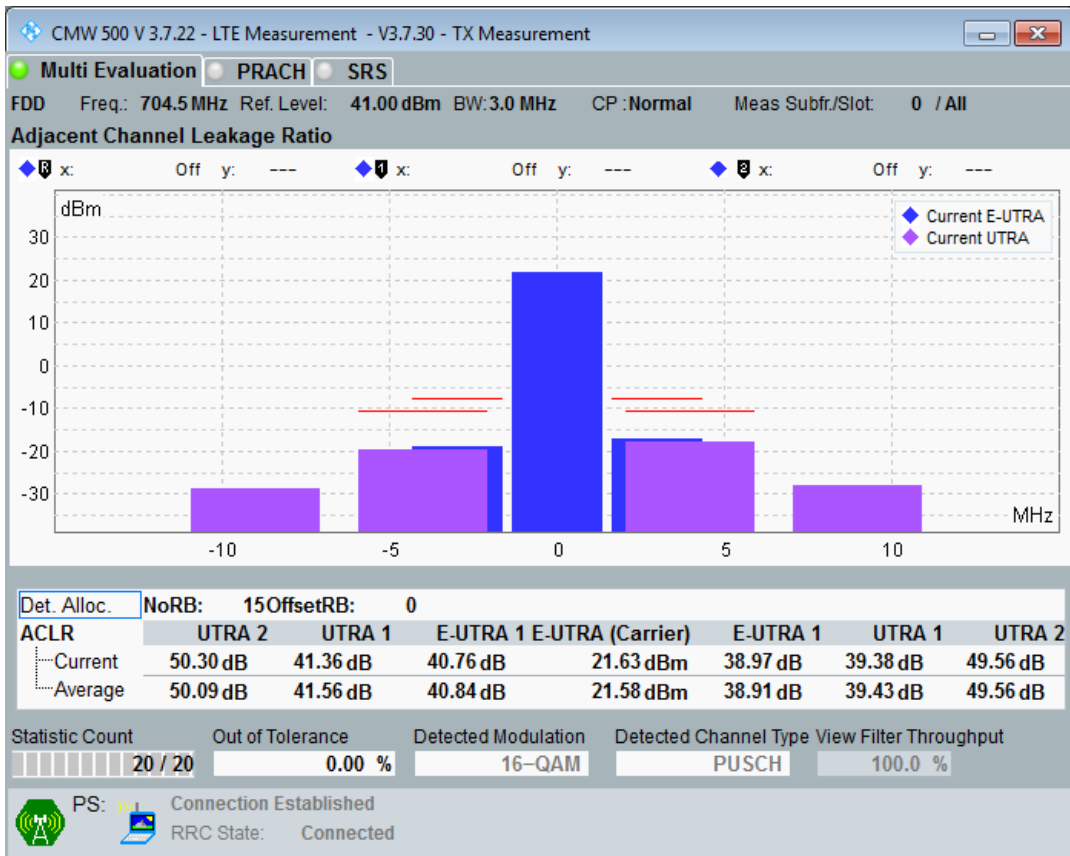 CMW 500 V 3.7.22 - LTE Measurement - V3.7.30 - TX Measurement
Multi Evaluation PRACH SRS
FDD Freq.: 704.5 MHz Ref. Level: 41.00 dBm BW: 3.0 MHz CP : Normal Meas Subfr./Slot: 0 / All
Adjacent Channel Leakage Ratio
R x: Off y: --- 1 x: Off y: --- 2 x: Off y: ---
dBm
Current E-UTRA
Current UTRA
30
20
10
0
-10
-20
-30
MHz
-10 -5 0 5 10
Det. Alloc. NoRB: 15 OffsetRB: 0
ACLR UTRA 2 UTRA 1 E-UTRA 1 E-UTRA (Carrier) E-UTRA 1 UTRA 1 UTRA 2
Current 50.30 dB 41.36 dB 40.76 dB 21.63 dBm 38.97 dB 39.38 dB 49.56 dB
Average 50.09 dB 41.56 dB 40.84 dB 21.58 dBm 38.91 dB 39.43 dB 49.56 dB
Statistic Count Out of Tolerance Detected Modulation Detected Channel Type View Filter Throughput
20 / 20 0.00 % 16-QAM PUSCH 100.0 %
PS: Connection Established
RRC State: Connected